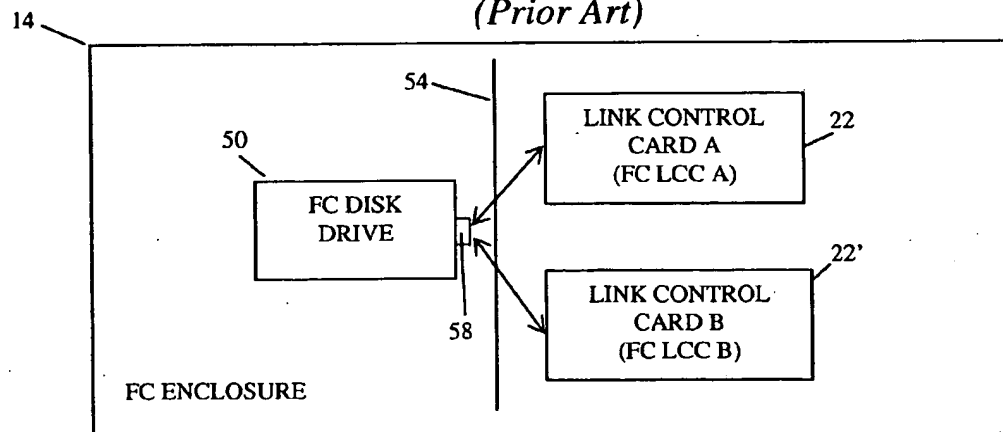 (Prior Art)
14
54
LINK CONTROL
CARD A
(FC LCC A)
22
50
FC DISK
DRIVE
58
22'
LINK CONTROL
CARD B
(FC LCC B)
FC ENCLOSURE